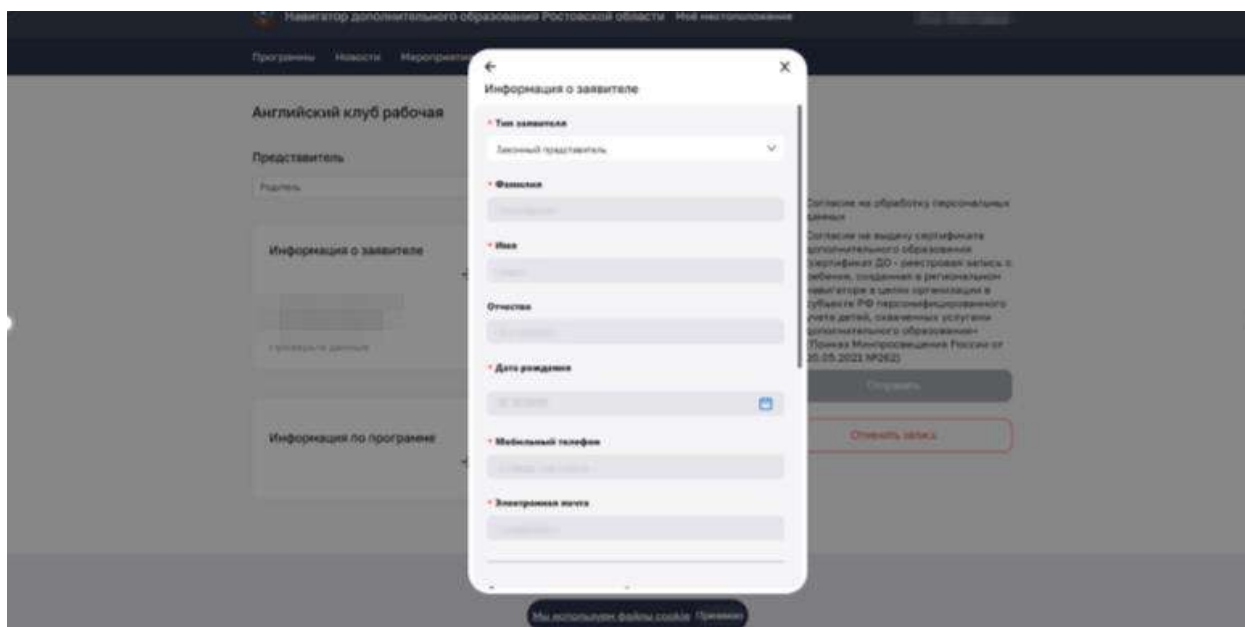 Навигатор дополнительного образования Ростовской области Моё местоположение
Программы Новости Мероприятия
Английский клуб рабочая
Представитель
Родитель
Информация о заявителе
Информация по программе
Информация о заявителе
* Тип заявителя
Законный представитель
* Фамилия
* Имя
Отчество
* Дата рождения
* Мобильный телефон
* Электронная почта
Согласие на обработку персональных
данных
Согласие на выдачу сертификата
дополнительного образования
(сертификат ДО - реестровая запись о
ребенке, созданная в региональном
навигаторе в целях организации в
субъекте РФ персонифицированного
учета детей, охваченных услугами
дополнительного образования»
(Приказ Минпросвещения России от
Отправить
Отменить запись
Мы используем файлы cookie Принимаю